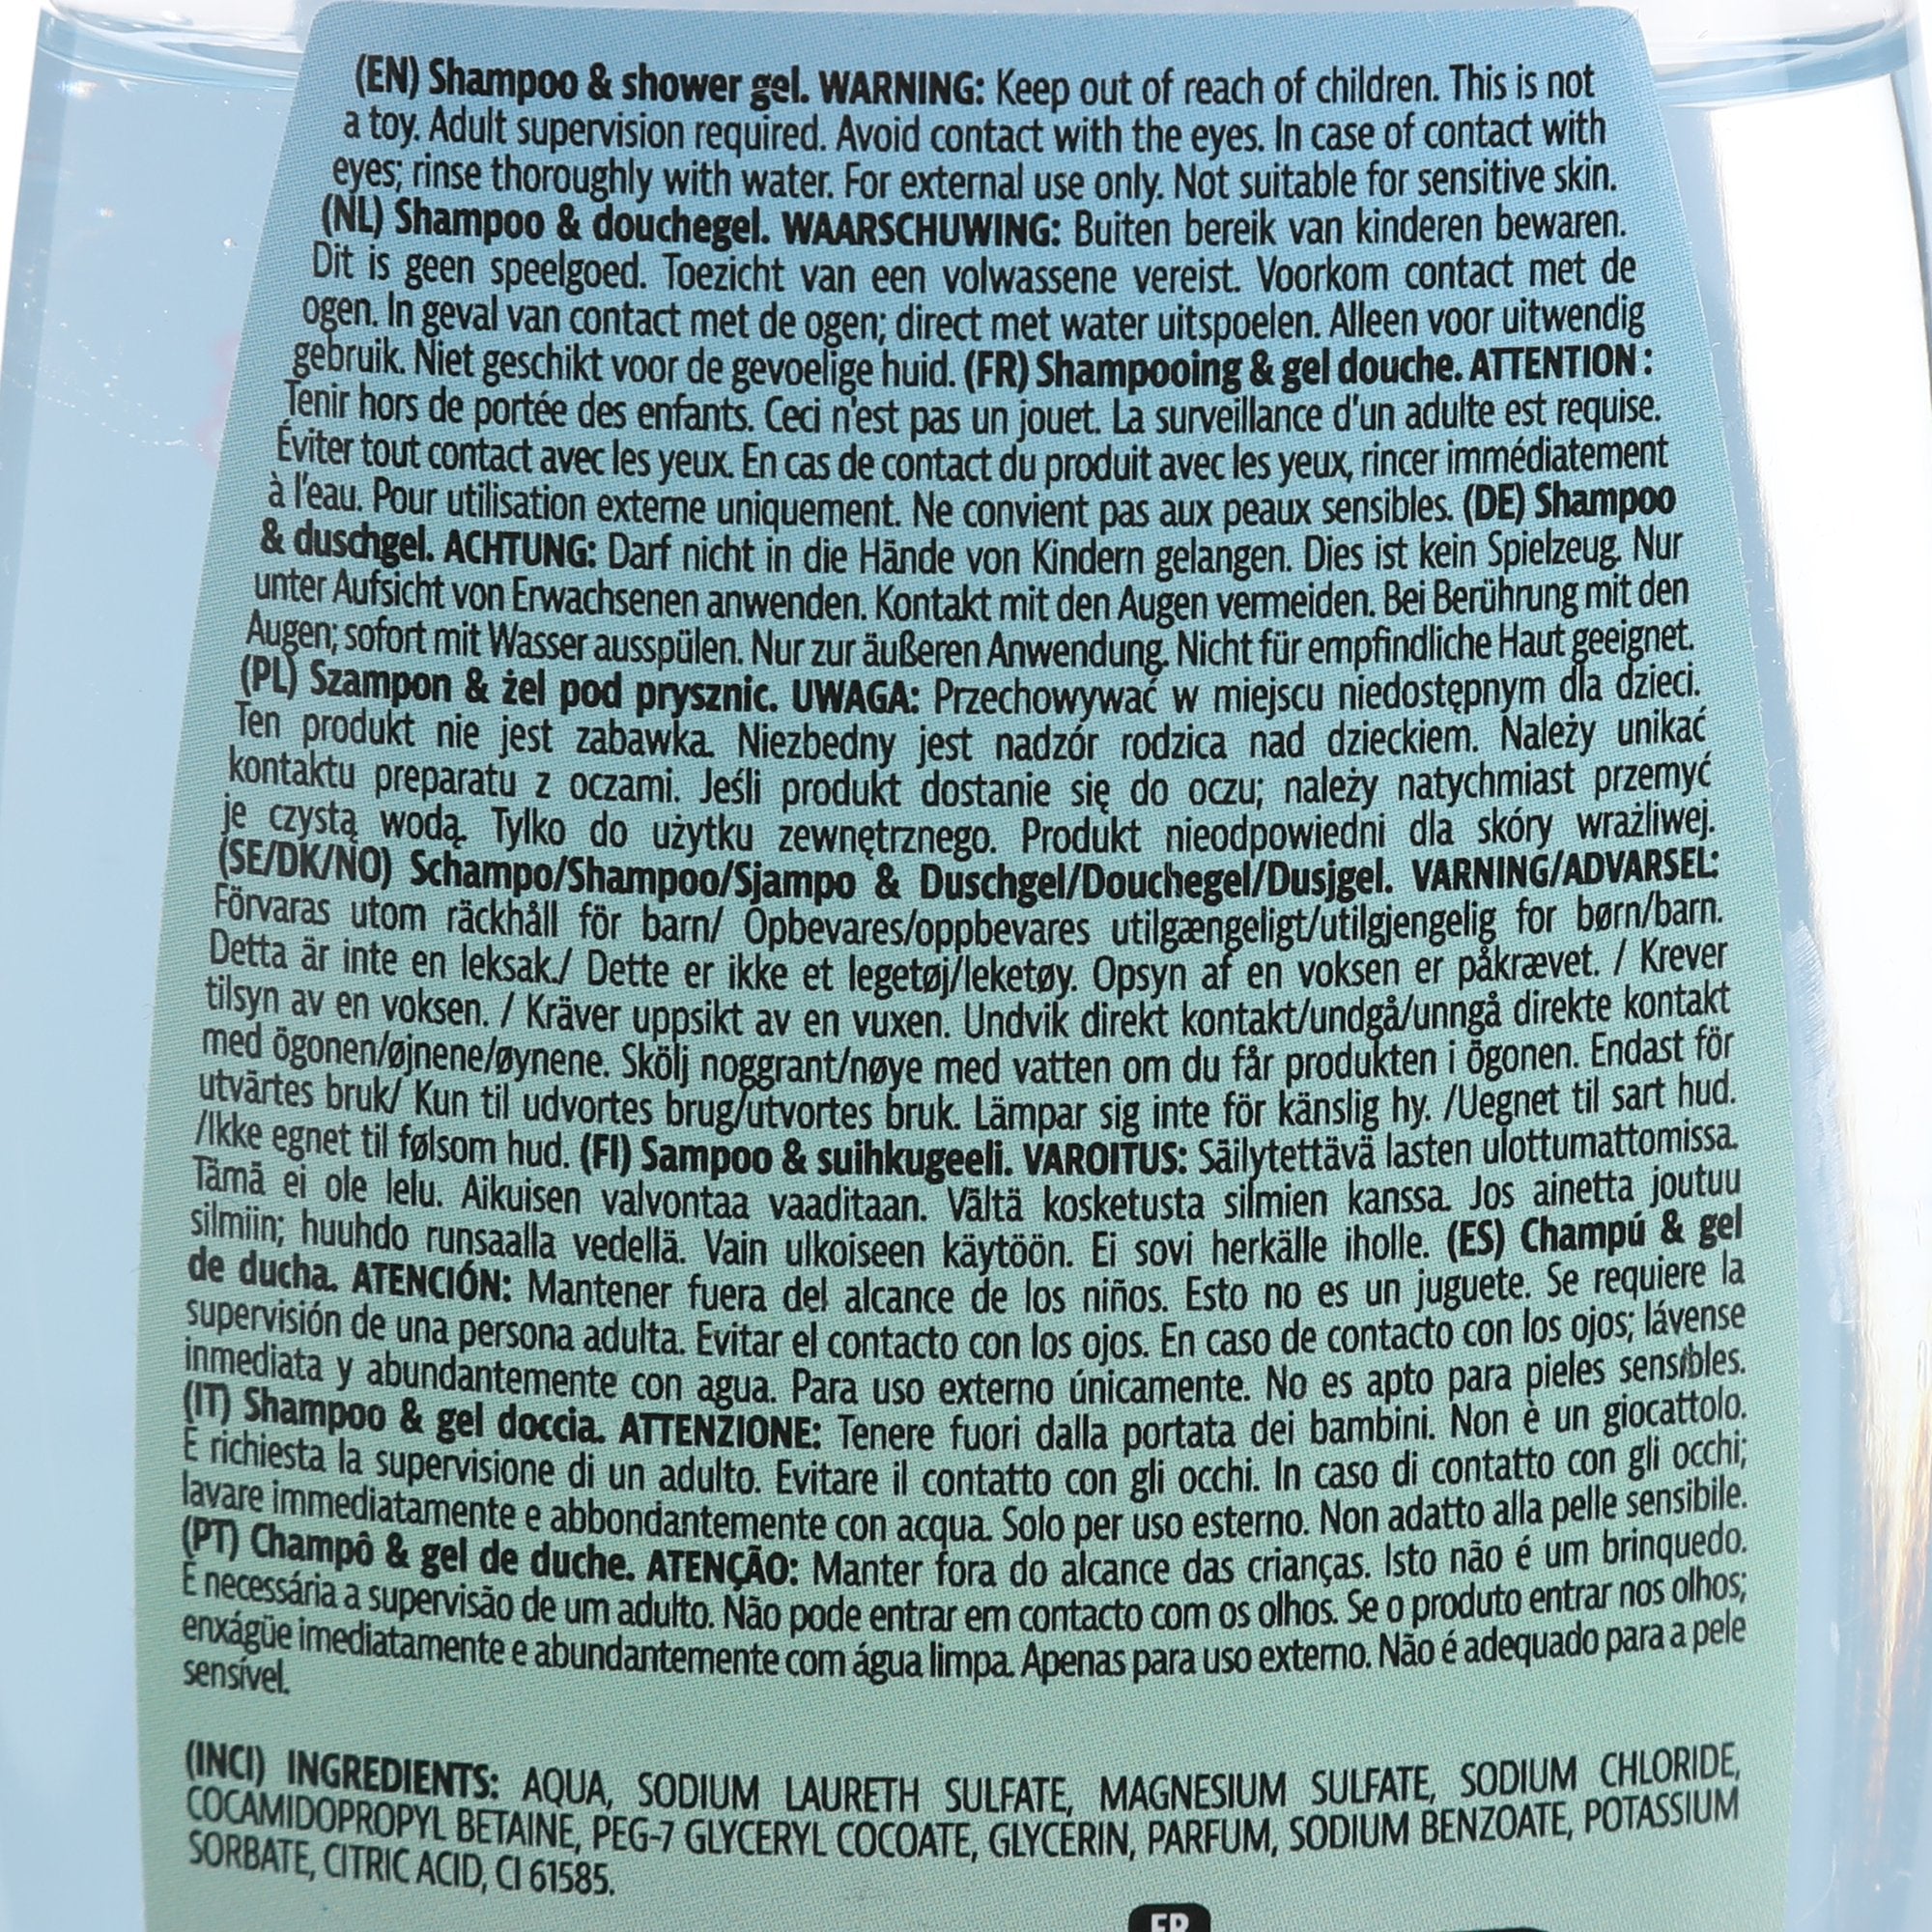 (EN) Shampoo & shower gel. WARNING: Keep out of reach of children. This is not
a toy. Adult supervision required. Avoid contact with the eyes. In case of contact with
eyes; rinse thoroughly with water. For external use only. Not suitable for sensitive skin.
(NL) Shampoo & douchegel. WAARSCHUWING: Buiten bereik van kinderen bewaren.
Dit is geen speelgoed. Toezicht van een volwassene vereist. Voorkom contact met de
ogen. In geval van contact met de ogen; direct met water uitspoelen. Alleen voor uitwendig
gebruik. Niet geschikt voor de gevoelige huid. (FR) Shampooing & gel douche. ATTENTION :
Tenir hors de portée des enfants. Ceci n'est pas un jouet. La surveillance d'un adulte est requise.
Éviter tout contact avec les yeux. En cas de contact du produit avec les yeux, rincer immédiatement
à l'eau. Pour utilisation externe uniquement. Ne convient pas aux peaux sensibles. (DE) Shampoo
& duschgel. ACHTUNG: Darf nicht in die Hände von Kindern gelangen. Dies ist kein Spielzeug. Nur
unter Aufsicht von Erwachsenen anwenden. Kontakt mit den Augen vermeiden. Bei Berührung mit den
Augen; sofort mit Wasser ausspülen. Nur zur äußeren Anwendung. Nicht für empfindliche Haut geeignet.
(PL) Szampon & żel pod prysznic. UWAGA: Przechowywać w miejscu niedostępnym dla dzieci.
Ten produkt nie jest zabawka. Niezbedny jest nadzór rodzica nad dzieckiem. Należy unikać
kontaktu preparatu z oczami. Jeśli produkt dostanie się do oczu; należy natychmiast przemyć
je czystą wodą. Tylko do użytku zewnętrznego. Produkt nieodpowiedni dla skóry wrażliwej.
(SE/DK/NO) Schampo/Shampoo/Sjampo & Duschgel/Douchegel/Dusjgel. VARNING/ADVARSEL:
Förvaras utom räckhåll för barn/ Opbevares/oppbevares utilgængeligt/utilgjengelig for børn/barn.
Detta är inte en leksak./ Dette er ikke et legetøj/leketøy. Opsyn af en voksen er påkrævet. / Krever
tilsyn av en voksen. / Kräver uppsikt av en vuxen. Undvik direkt kontakt/undgå/unngå direkte kontakt
med ögonen/øjnene/øynene. Skölj noggrant/nøye med vatten om du får produkten i ögonen. Endast för
utvärtes bruk/ Kun til udvortes brug/utvortes bruk. Lämpar sig inte för känslig hy. /Uegnet til sart hud.
/Ikke egnet til følsom hud. (FI) Sampoo & suihkugeeli. VAROITUS: Säilytettävä lasten ulottumattomissa.
Tämä ei ole lelu. Aikuisen valvontaa vaaditaan. Vältä kosketusta silmien kanssa. Jos ainetta joutuu
silmiin; huuhdo runsaalla vedellä. Vain ulkoiseen käytöön. Ei sovi herkälle iholle. (ES) Champú & gel
de ducha. ATENCIÓN: Mantener fuera del alcance de los niños. Esto no es un juguete. Se requiere la
supervisión de una persona adulta. Evitar el contacto con los ojos. En caso de contacto con los ojos; lávense
inmediata y abundantemente con agua. Para uso externo únicamente. No es apto para pieles sensibles.
(IT) Shampoo & gel doccia. ATTENZIONE: Tenere fuori dalla portata dei bambini. Non è un giocattolo.
È richiesta la supervisione di un adulto. Evitare il contatto con gli occhi. In caso di contatto con gli occhi;
lavare immediatamente e abbondantemente con acqua. Solo per uso esterno. Non adatto alla pelle sensibile.
(PT) Champô & gel de duche. ATENÇÃO: Manter fora do alcance das crianças. Isto não é um brinquedo.
É necessária a supervisão de um adulto. Não pode entrar em contacto com os olhos. Se o produto entrar nos olhos;
enxágüe imediatamente e abundantemente com água limpa. Apenas para uso externo. Não é adequado para a pele
sensível.
(INCI) INGREDIENTS: AQUA, SODIUM LAURETH SULFATE, MAGNESIUM SULFATE, SODIUM CHLORIDE,
COCAMIDOPROPYL BETAINE, PEG-7 GLYCERYL COCOATE, GLYCERIN, PARFUM, SODIUM BENZOATE, POTASSIUM
SORBATE, CITRIC ACID, CI 61585.
FR